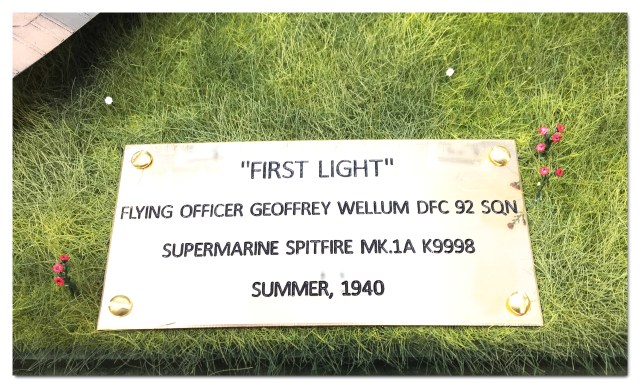 "FIRST LIGHT"
FLYING OFFICER GEOFFREY WELLUM DFC 92 SQN
SUPERMARINE SPITFIRE MK.1A K9998
SUMMER, 1940